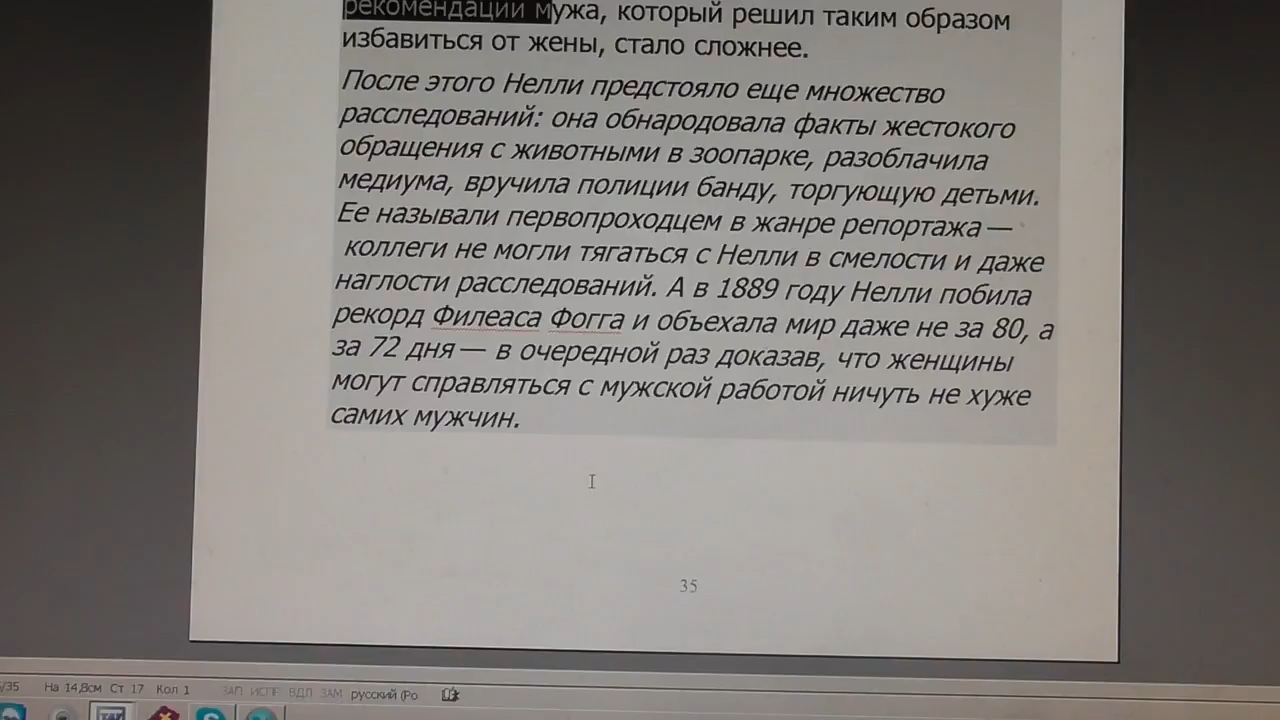 рекомендации мужа, который решил таким образом
избавиться от жены, стало сложнее.
После этого Нелли предстояло еще множество
расследований: она обнародовала факты жестокого
обращения с животными в зоопарке, разоблачила
медиума, вручила полиции банду, торгующую детьми.
Ее называли первопроходцем в жанре репортажа —
коллеги не могли тягаться с Нелли в смелости и даже
наглости расследований. А в 1889 году Нелли побила
рекорд Филеаса Фогга и объехала мир даже не за 80, а
за 72 дня — в очередной раз доказав, что женщины
могут справляться с мужской работой ничуть не хуже
самих мужчин.
35
/35 На 14,8см Ст 17 Кол 1 ЗАП ИСПР ВДЛ ЗАМ русский (Ро